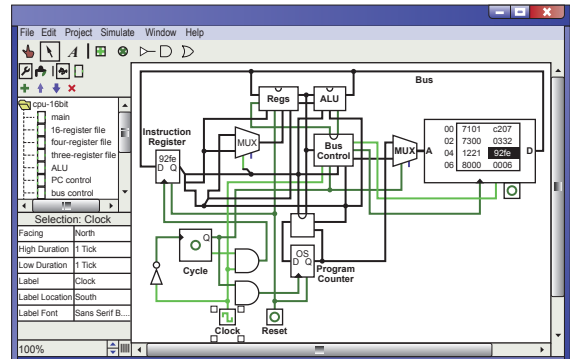 File Edit Project Simulate Window Help
A
cpu-16bit
main
16-register file
four-register file
three-register file
ALU
PC control
bus control
Selection: Clock
Facing North
High Duration 1 Tick
Low Duration 1 Tick
Label Clock
Label Location South
Label Font Sans Serif B....
100%
Bus
Regs
ALU
Instruction
Register
92fe
D Q
MUX
Bus
Control
MUX
A
00 7101 c207
02 7300 0332
04 1221 92fe
06 8000 0006
D
Q
Cycle
OS
D Q
Program
Counter
Clock
Reset